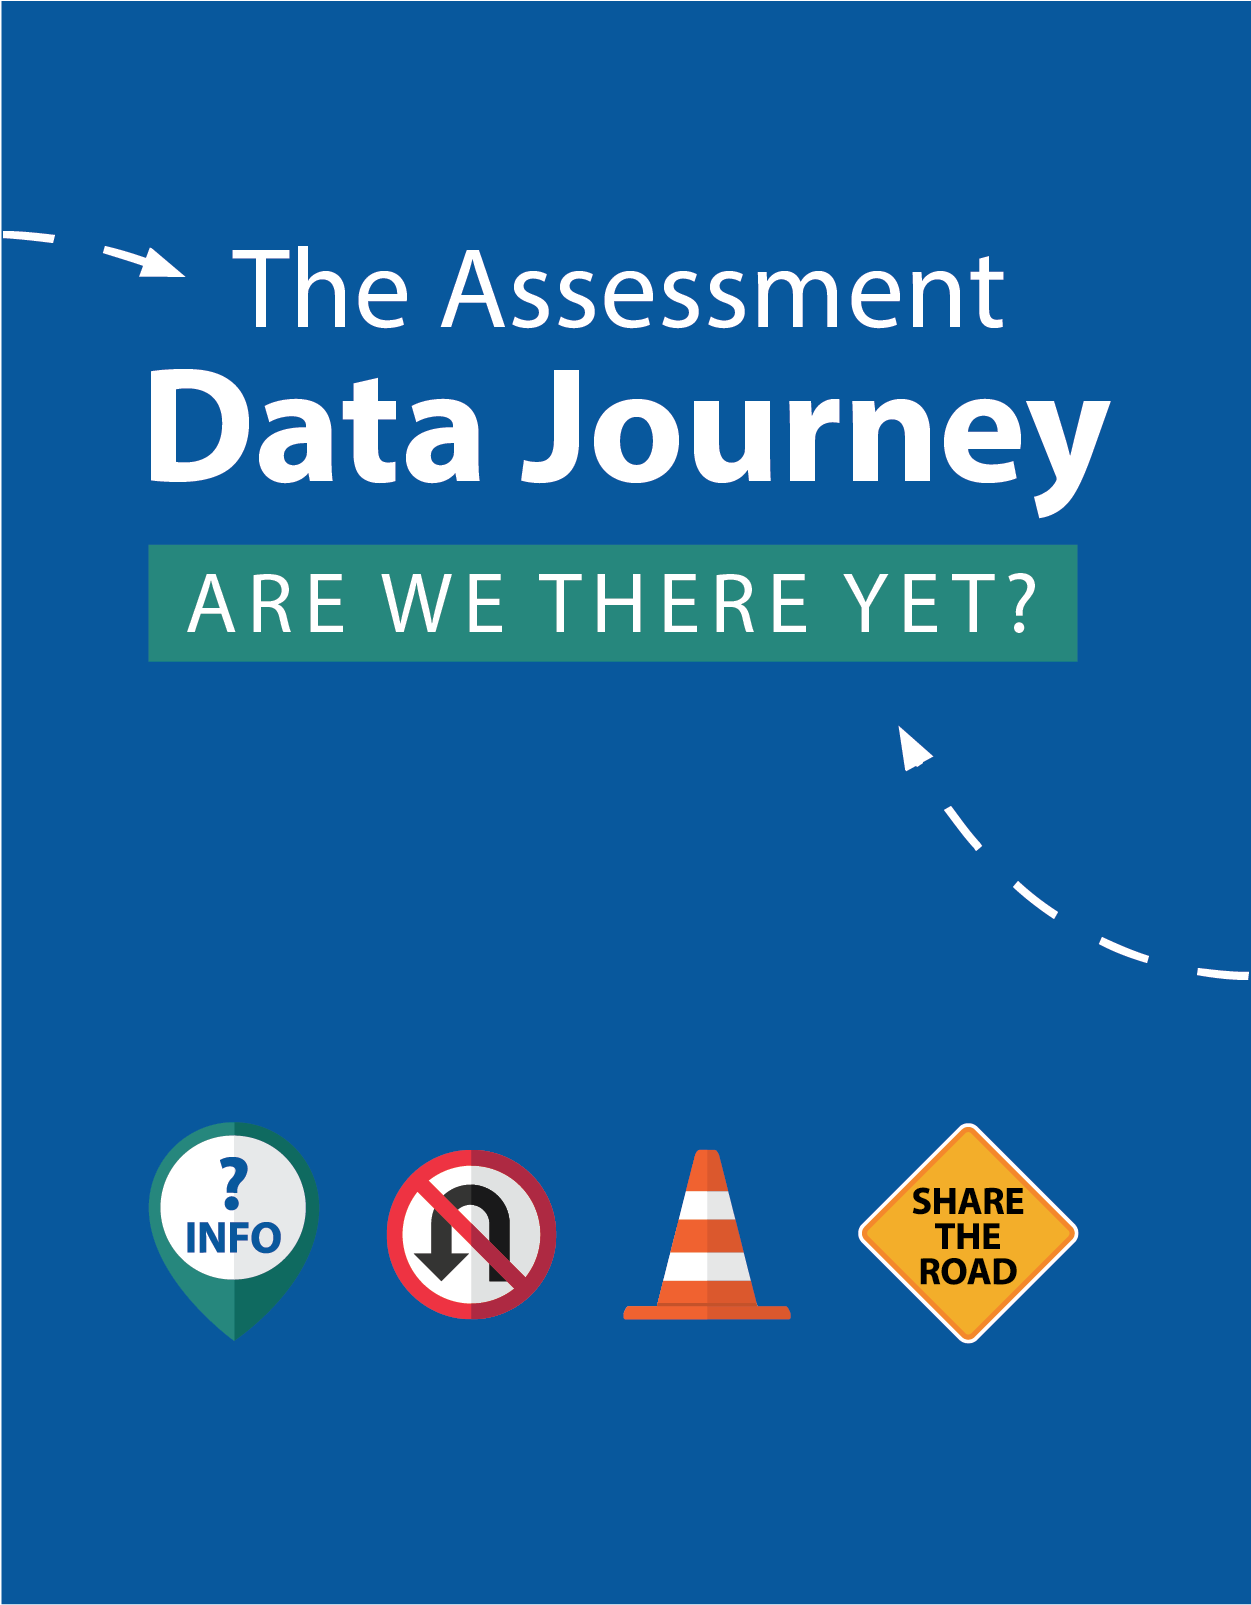 The Assessment
Data Journey
ARE WE THERE YET?
?
INFO
SHARE
THE
ROAD